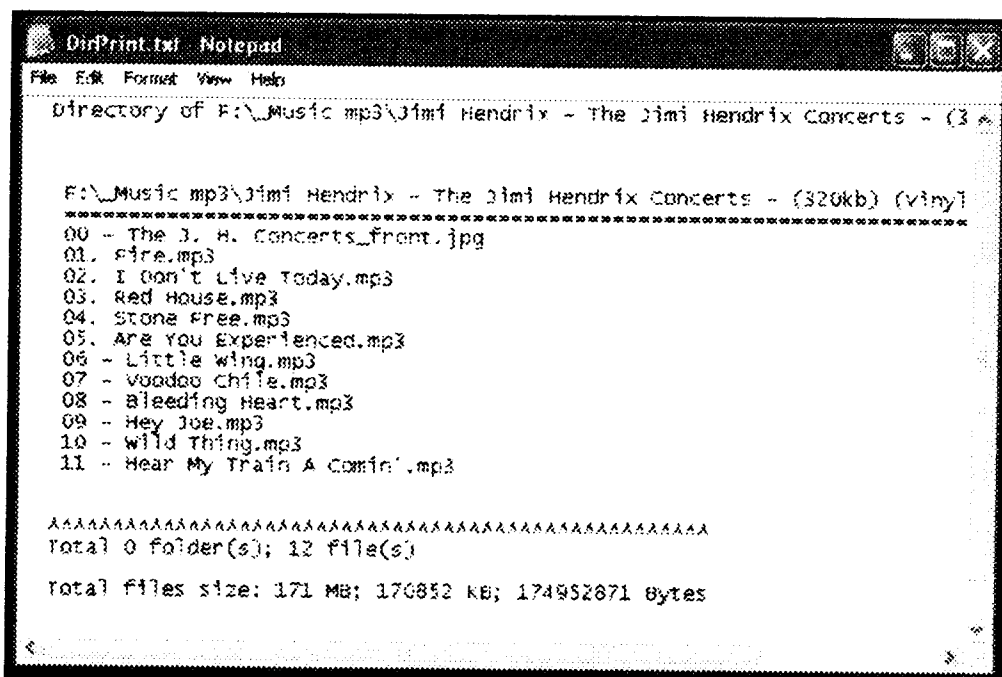 DirPrint.txt Notepad
File Edit Format View Help
Directory of F:\_Music mp3\Jimi Hendrix - The Jimi Hendrix Concerts - (3
F:\_Music mp3\Jimi Hendrix - The Jimi Hendrix Concerts - (320kb) (vinyl
00 - The J. H. Concerts_front.jpg
01. Fire.mp3
02. I Don't Live Today.mp3
03. Red House.mp3
04. Stone Free.mp3
05. Are You Experienced.mp3
06 - Little Wing.mp3
07 - Voodoo Chile.mp3
08 - Bleeding Heart.mp3
09 - Hey Joe.mp3
10 - Wild Thing.mp3
11 - Hear My Train A Comin'.mp3
Total 0 folder(s); 12 file(s)
Total files size: 171 MB; 170852 KB; 174952871 Bytes